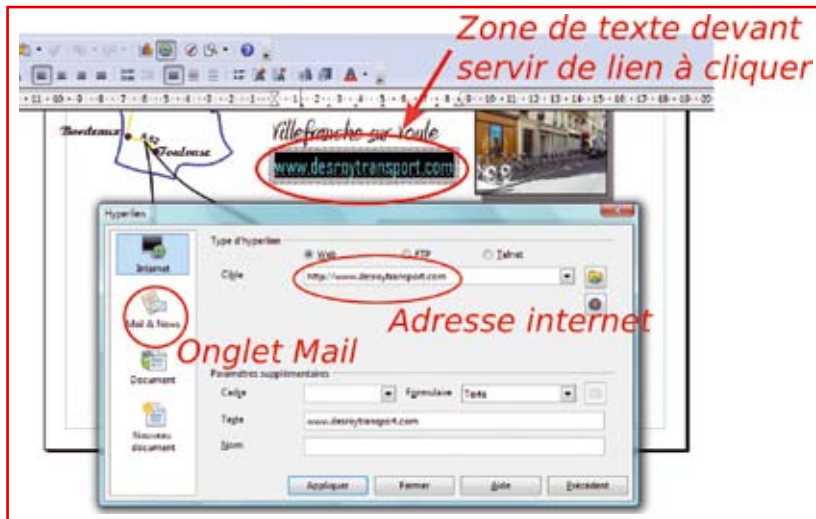 Zone de texte devant
servir de lien à cliquer
Bordeaux
A62
Toulouse
Villefranche sur Voule
www.desroytransport.com
Hyperlien
Internet
Mail & News
Document
Nouveau
document
Type d'hyperlien
Web
FTP
Telnet
Cible
http://www.desroytransport.com
Adresse internet
Onglet Mail
Paramètres supplémentaires
Cadre
Formulaire
Texte
Texte
www.desroytransport.com
Nom
Appliquer
Fermer
Aide
Précédent